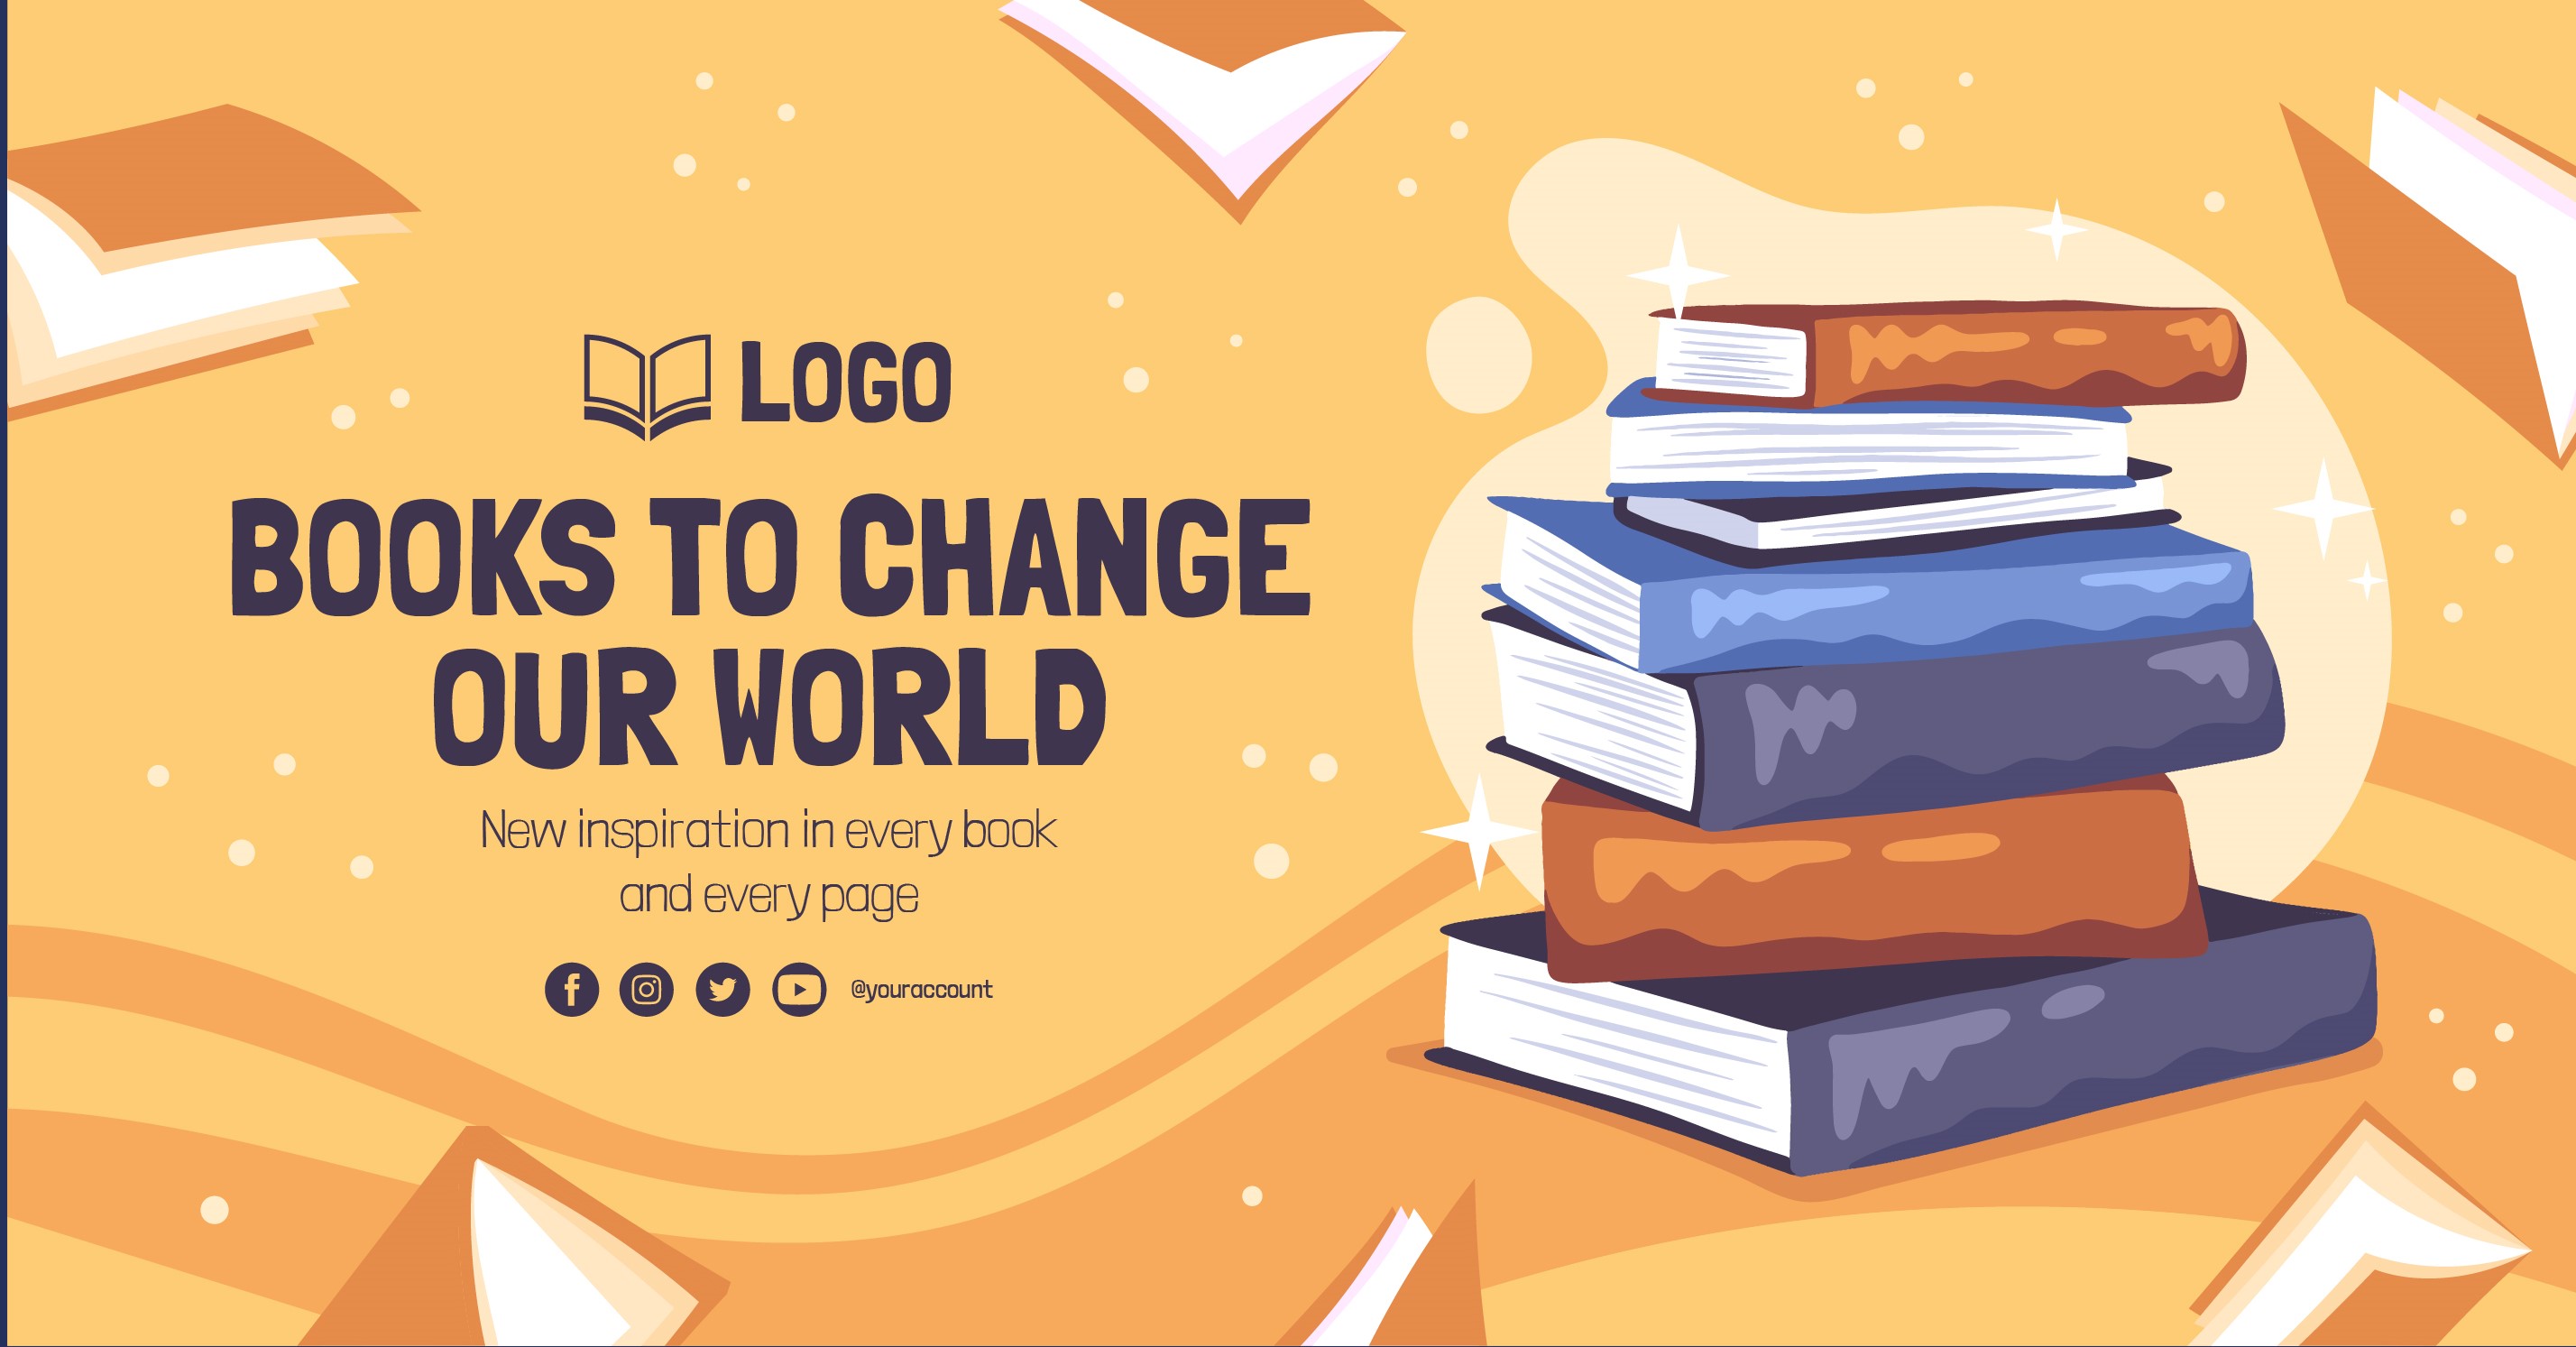 LOGO
BOOKS TO CHANGE
OUR WORLD
New inspiration in every book
and every page
@youraccount